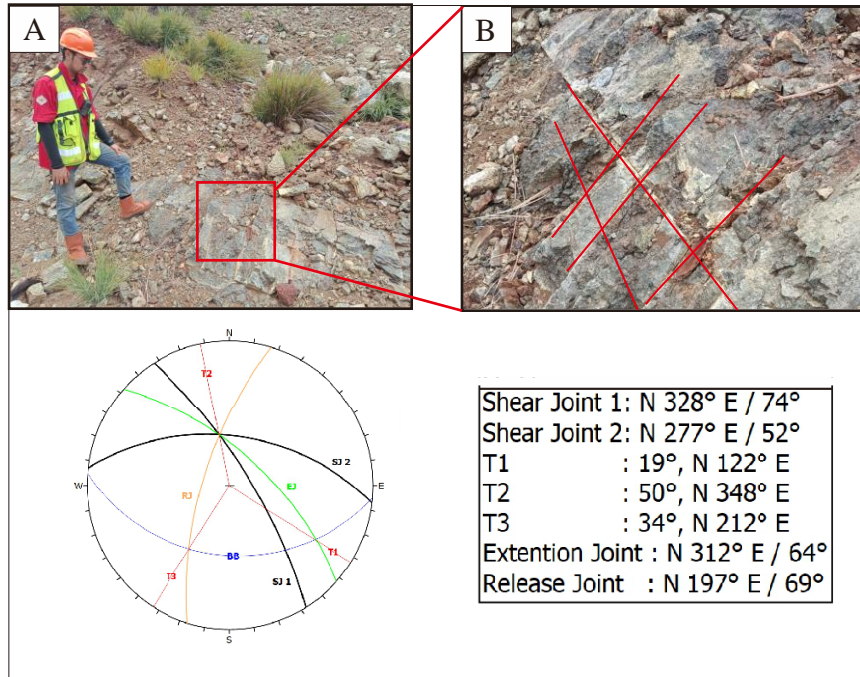 A
B
N
T2
SJ 2
W
E
RJ
EJ
T1
BB
T3
SJ 1
S
Shear Joint 1: N 328° E / 74°
Shear Joint 2: N 277° E / 52°
T1 : 19°, N 122° E
T2 : 50°, N 348° E
T3 : 34°, N 212° E
Extention Joint : N 312° E / 64°
Release Joint : N 197° E / 69°